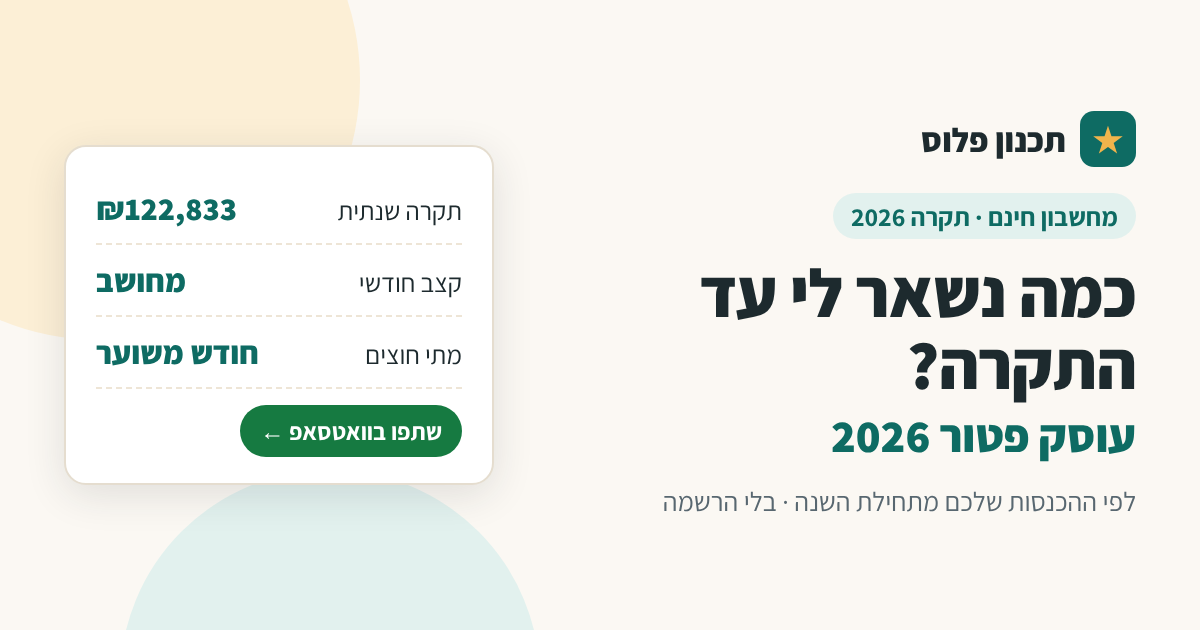 תכנון פלוס
מחשבון חינם · תקרה 2026
כמה נשאר לי עד
התקרה?
עוסק פטור 2026
לפי ההכנסות שלכם מתחילת השנה · בלי הרשמה
תקרה שנתית ₪122,833
קצב חודשי מחושב
מתי חוצים חודש משוער
שתפו בוואטסאפ ←